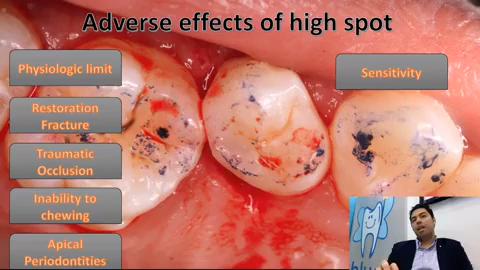 Adverse effects of high spot
Physiologic limit
Restoration
Fracture
Traumatic
Occlusion
Inability to
chewing
Apical
Periodontities
Sensitivity